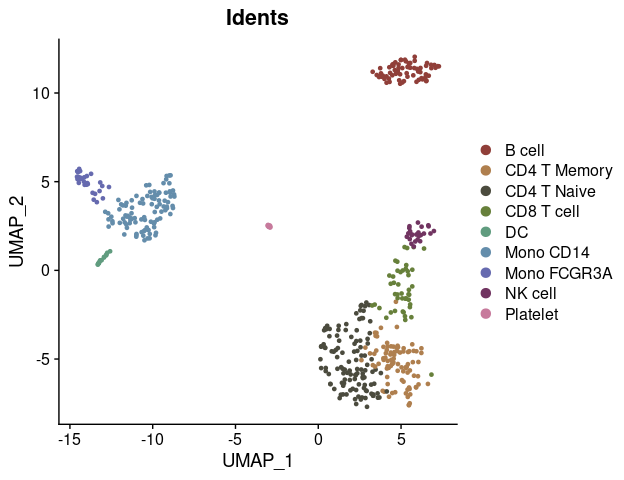 Idents
UMAP_2
10
5
0
-5
-15
-10
-5
0
5
UMAP_1
B cell
CD4 T Memory
CD4 T Naive
CD8 T cell
DC
Mono CD14
Mono FCGR3A
NK cell
Platelet